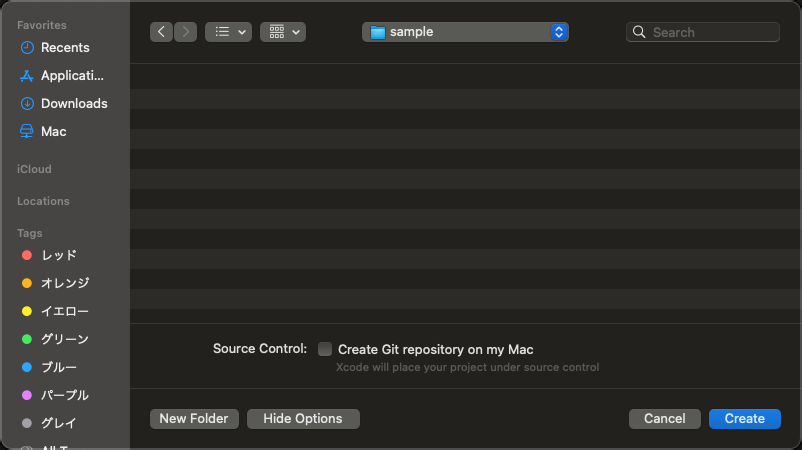 Favorites
Recents
Applicati...
Downloads
Mac
iCloud
Locations
Tags
レッド
オレンジ
イエロー
グリーン
ブルー
パープル
グレイ
sample
Search
Source Control:
Create Git repository on my Mac
Xcode will place your project under source control
New Folder
Hide Options
Cancel
Create